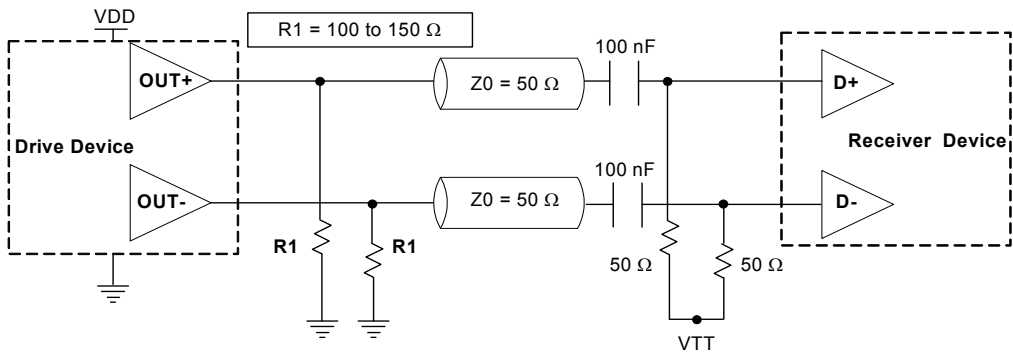 VDD
R1 = 100 to 150 Ω
100 nF
OUT+
Z0 = 50 Ω
D+
Drive Device
Receiver Device
100 nF
OUT-
Z0 = 50 Ω
D-
R1
R1
50 Ω
50 Ω
VTT